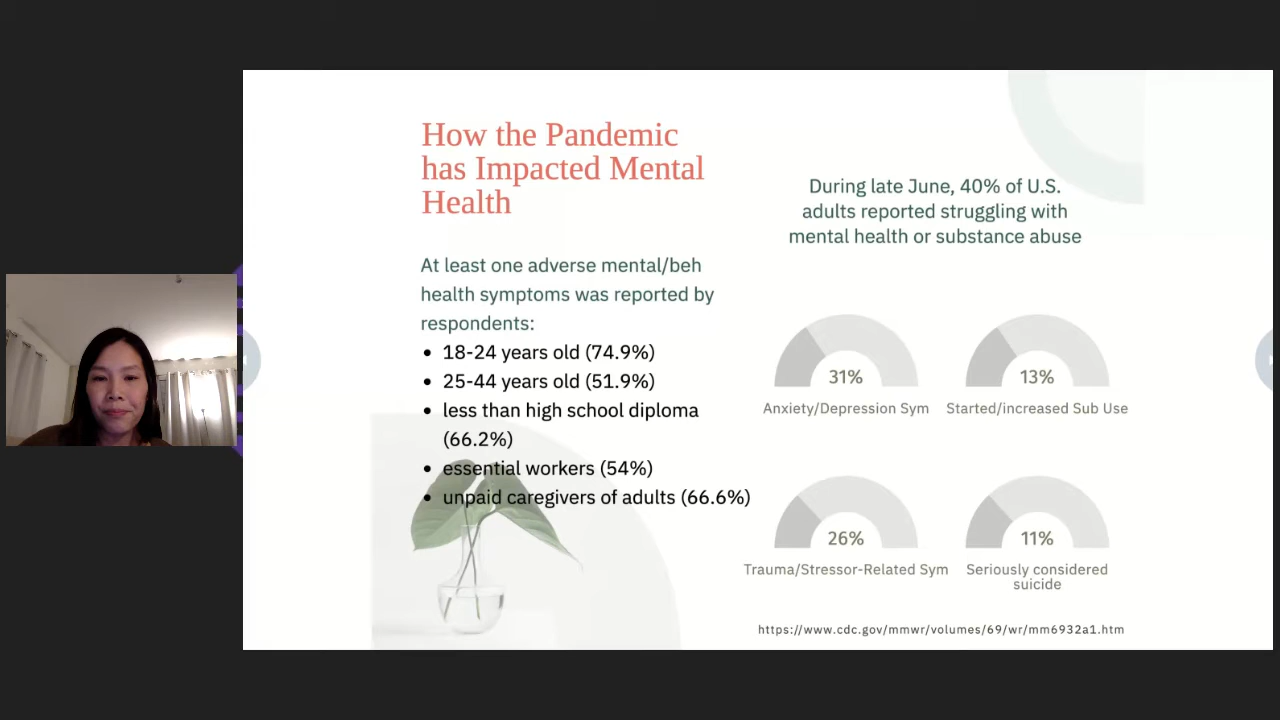 How the Pandemic
has Impacted Mental
Health
At least one adverse mental/beh
health symptoms was reported by
respondents:
• 18-24 years old (74.9%)
• 25-44 years old (51.9%)
• less than high school diploma
(66.2%)
• essential workers (54%)
• unpaid caregivers of adults (66.6%)
During late June, 40% of U.S.
adults reported struggling with
mental health or substance abuse
31%
Anxiety/Depression Sym
13%
Started/increased Sub Use
26%
Trauma/Stressor-Related Sym
11%
Seriously considered
suicide
https://www.cdc.gov/mmwr/volumes/69/wr/mm6932a1.htm